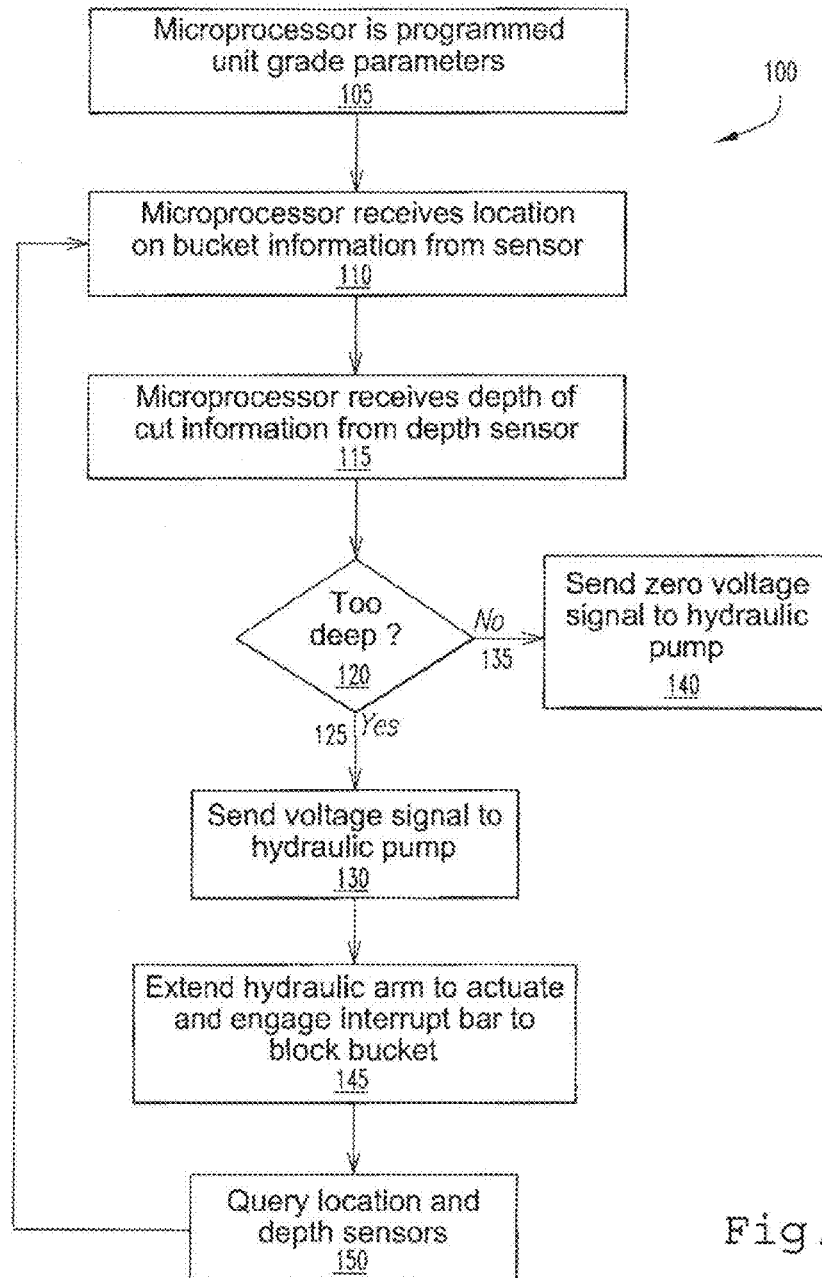 Microprocessor is programmed
unit grade parameters
105
100
Microprocessor receives location
on bucket information from sensor
110
Microprocessor receives depth of
cut information from depth sensor
115
Too
deep ?
120
No
135
Send zero voltage
signal to hydraulic
pump
140
125
Yes
Send voltage signal to
hydraulic pump
130
Extend hydraulic arm to actuate
and engage interrupt bar to
block bucket
145
Query location and
depth sensors
150
Fig.